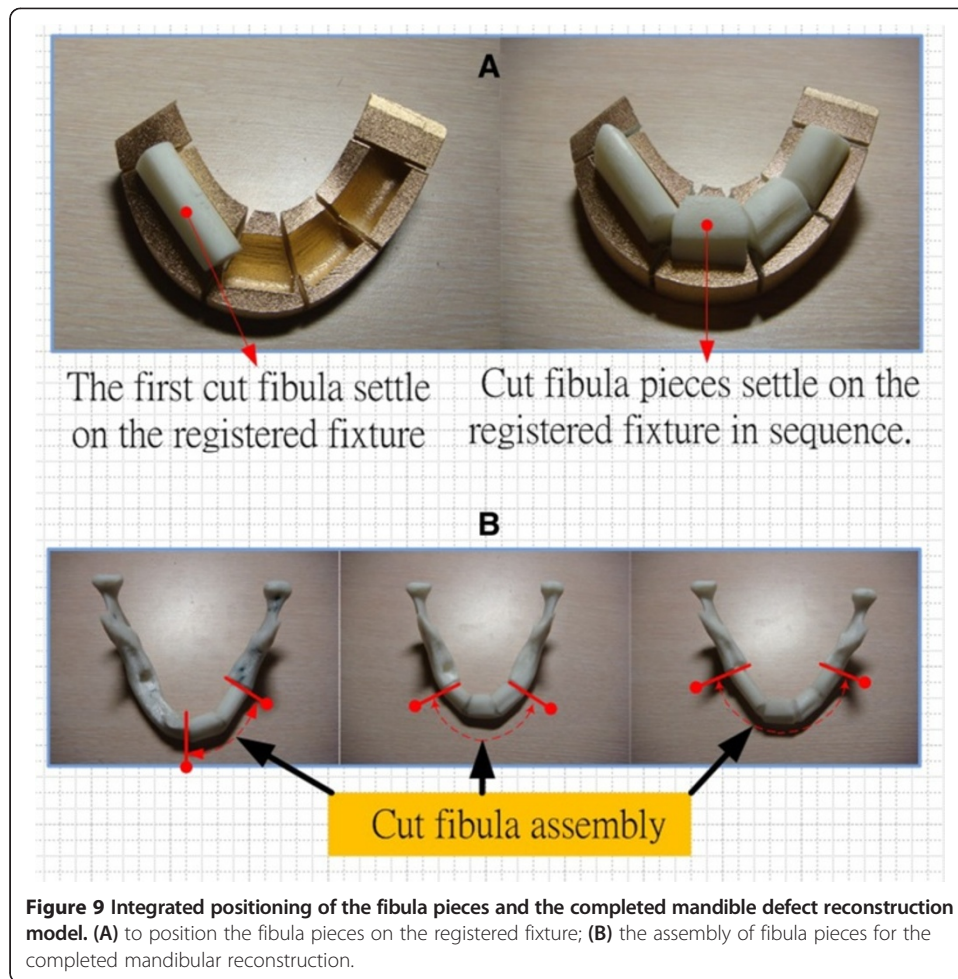 A
The first cut fibula settle
on the registered fixture
Cut fibula pieces settle on the
registered fixture in sequence.
B
Cut fibula assembly
Figure 9 Integrated positioning of the fibula pieces and the completed mandible defect reconstruction
model. (A) to position the fibula pieces on the registered fixture; (B) the assembly of fibula pieces for the
completed mandibular reconstruction.